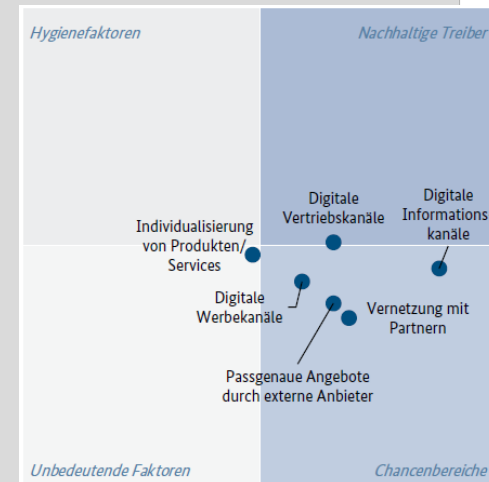 Hygienefaktoren
Nachhaltige Treiber
Digitale
Vertriebskanäle
Digitale
Informations
kanäle
Individualisierung
von Produkten/
Services
Digitale
Werbekanäle
Vernetzung mit
Partnern
Passgenaue Angebote
durch externe Anbieter
Unbedeutende Faktoren
Chancenbereiche